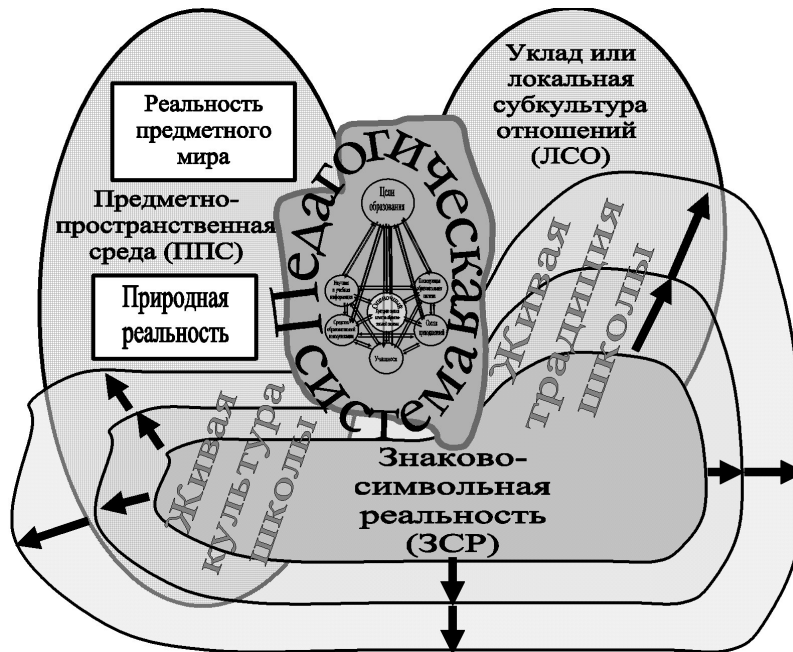 Реальность
предметного
мира
Предметно-
пространственная
среда (ППС)
Природная
реальность
Уклад или
локальная
субкультура
отношений
(ЛСО)
Педагогическая
система
Цели
образования
Учащиеся
Живая
традиция
школы
Живая
культура
школы
Знаково-
символьная
реальность
(ЗСР)